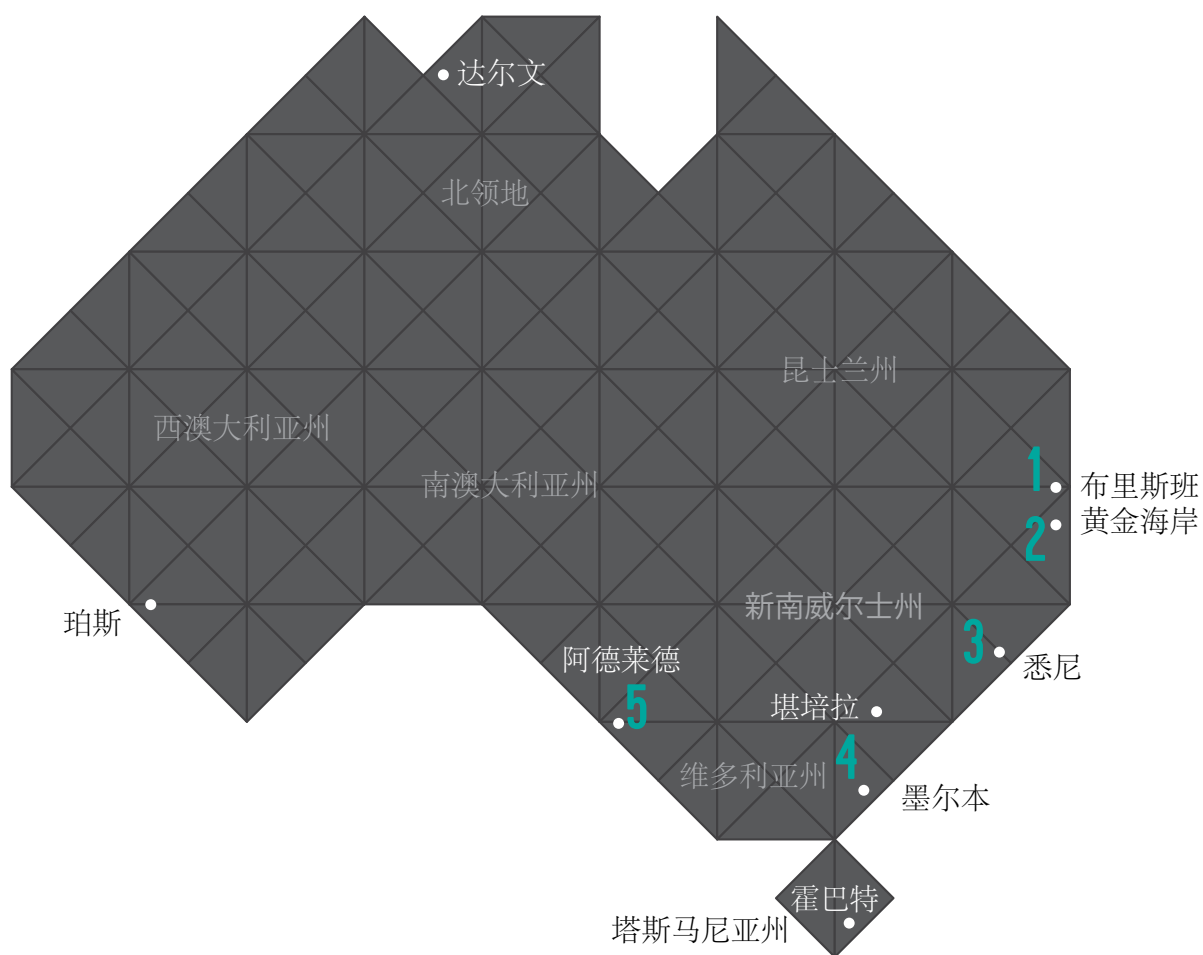 达尔文
北领地
昆士兰州
西澳大利亚州
南澳大利亚州
1
布里斯班
2
黄金海岸
珀斯
新南威尔士州
3
悉尼
阿德莱德
5
堪培拉
4
维多利亚州
墨尔本
霍巴特
塔斯马尼亚州